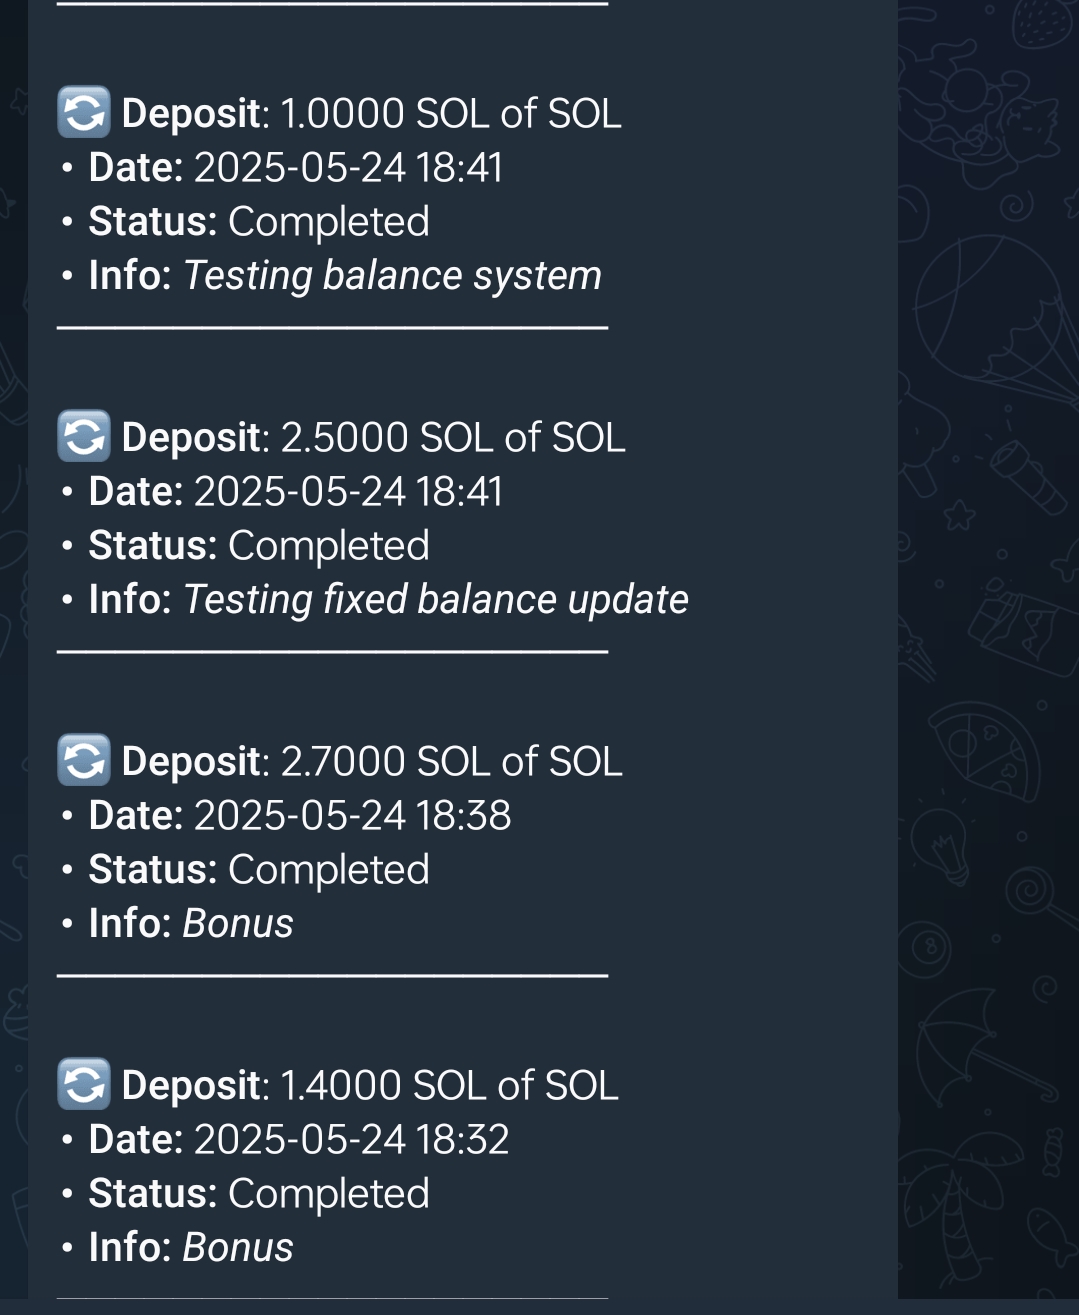 Deposit: 1.0000 SOL of SOL
• Date: 2025-05-24 18:41
• Status: Completed
• Info: Testing balance system
Deposit: 2.5000 SOL of SOL
• Date: 2025-05-24 18:41
• Status: Completed
• Info: Testing fixed balance update
Deposit: 2.7000 SOL of SOL
• Date: 2025-05-24 18:38
• Status: Completed
• Info: Bonus
Deposit: 1.4000 SOL of SOL
• Date: 2025-05-24 18:32
• Status: Completed
• Info: Bonus